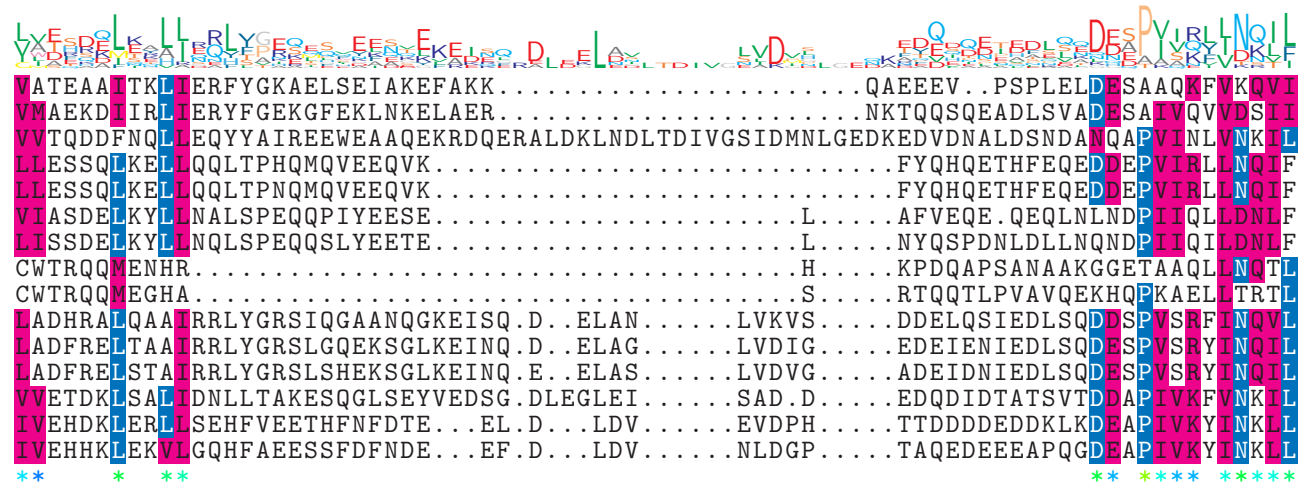 VATEAAITKLIERFYGKAELSEIAKEFAKK.......................QAEEEV..PSPLELDESAAQKFVKQVI
VMAEKDIIRLIERYFGEKGFEKLNKELAER.......................NKTQQSQEADLSVADESAIVQVVDSII
VVTQDDFNQLLEQYYAIREEWEAAQEKRDQERALDKLNDLTDIVGSIDMNLGEDKEDVDNALDSNDANQAPVINLVNKIL
LLESSQLKELLQQLTPHQMQVEEQVK.............................FYQHQETHFEQEDDEPVIRLLNQIF
LLESSQLKELLQQLTPNQMQVEEQVK.............................FYQHQETHFEQEDDEPVIRLLNQIF
VIASDELKYLLNALSPEQQPIYEESE.......................L.....AFVEQE.QEQLNLNDPIIQLLDNLF
LISSDELKYLLNQLSPEQQSLYEETE.......................L.....NYQSPDNLDLLNQNDPIIQILDNLF
CWTRQQMENHR......................................H.....KPDQAPSANAAKGGETAAQLLNQTL
CWTRQQMEGHA......................................S.....RTQQTLPVAVQEKHQPKAELLTRTL
LADHRALQAAIRRLYGRSIQGAANQGKEISQ.D..ELAN......LVKVS.....DDELQSIEDLSQDDSPVSRFINQVL
LADFRELTAAIRRLYGRSLGQEKSGLKEINQ.D..ELAG......LVDIG.....EDEIENIEDLSQDESPVSRYINQIL
LADFRELSTAIRRLYGRSLSHEKSGLKEINQ.E..ELAS......LVDVG.....ADEIDNIEDLSQDESPVSRYINQIL
VVETDKLSALIDNLLTAKESQGLSEYVEDSG.DLEGLEI......SAD.D.....EDQDIDTATSVTDDAPIVKFVNKIL
IVEHDKLERLLSEHFVEETHFNFDTE...EL.D...LDV......EVDPH.....TTDDDDEDDKLKDEAPIVKYINKLL
IVEHHKLEKVLGQHFAEESSFDFNDE...EF.D...LDV......NLDGP.....TAQEDEEEAPQGDEAPIVKYINKLL
** * ** ****** *****